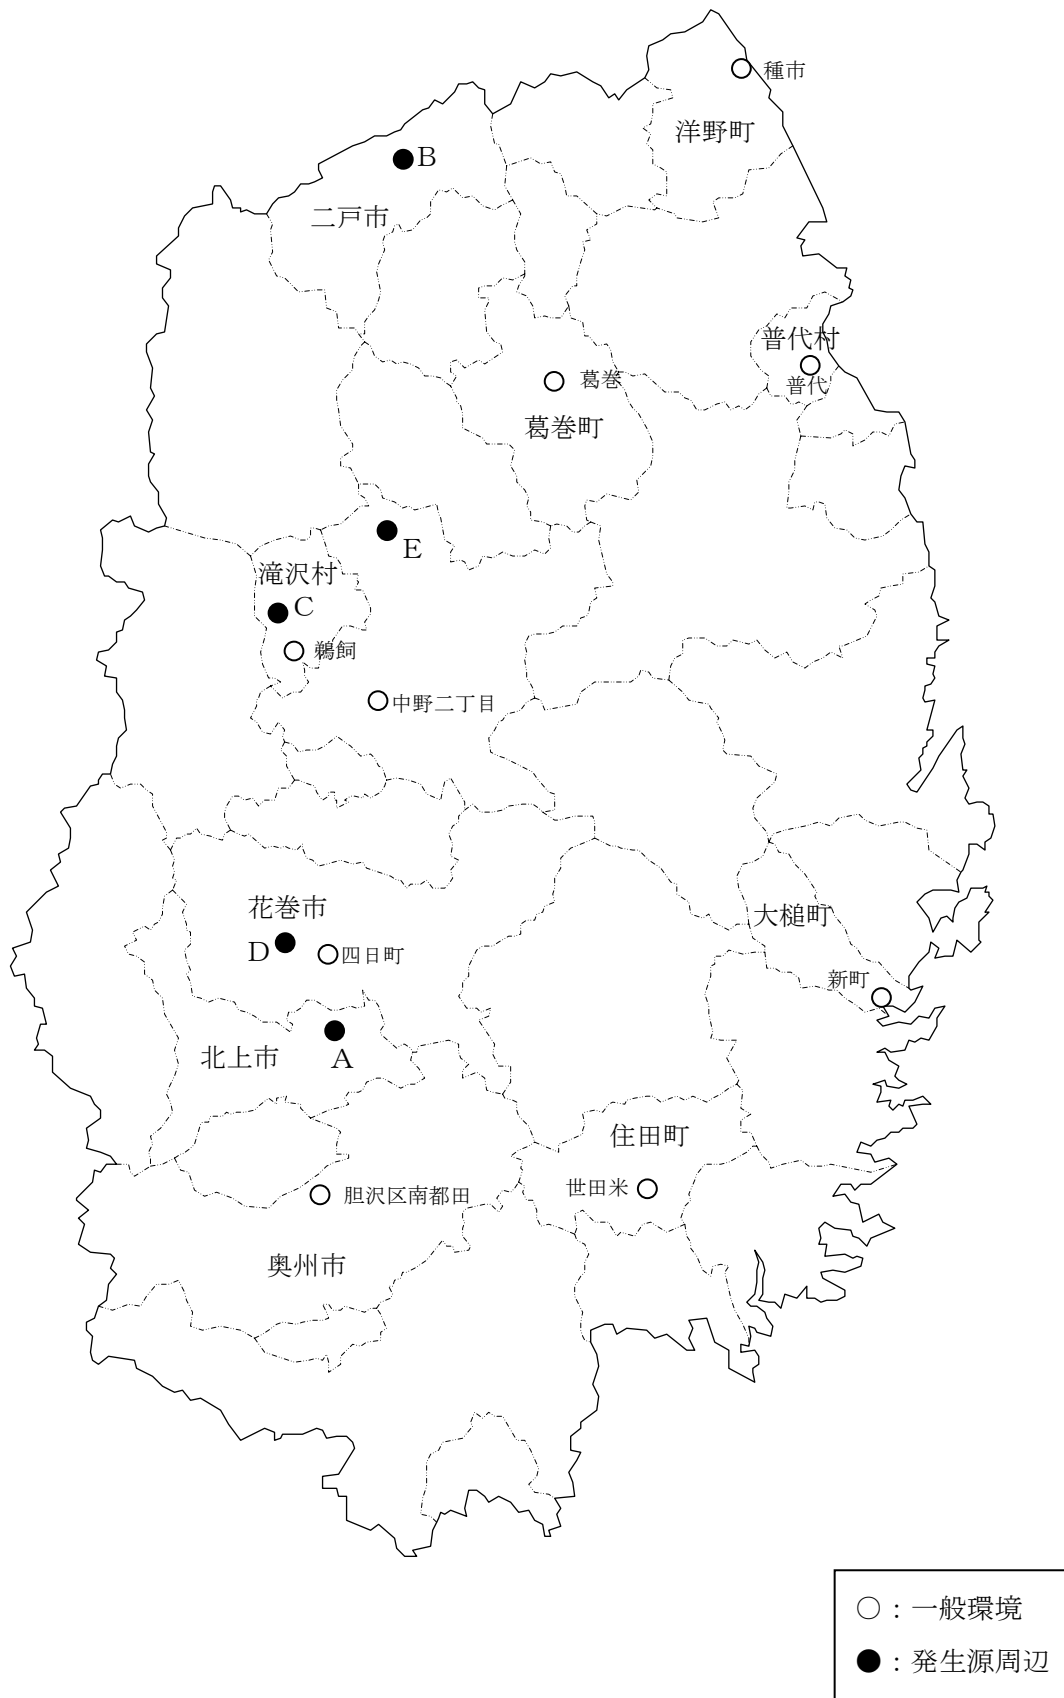 種市
洋野町
B
二戸市
普代村
普代
葛巻
葛巻町
E
滝沢村
C
鵜飼
中野二丁目
花巻市
大槌町
D
四日町
新町
北上市
A
住田町
世田米
胆沢区南都田
奥州市
○：一般環境
●：発生源周辺